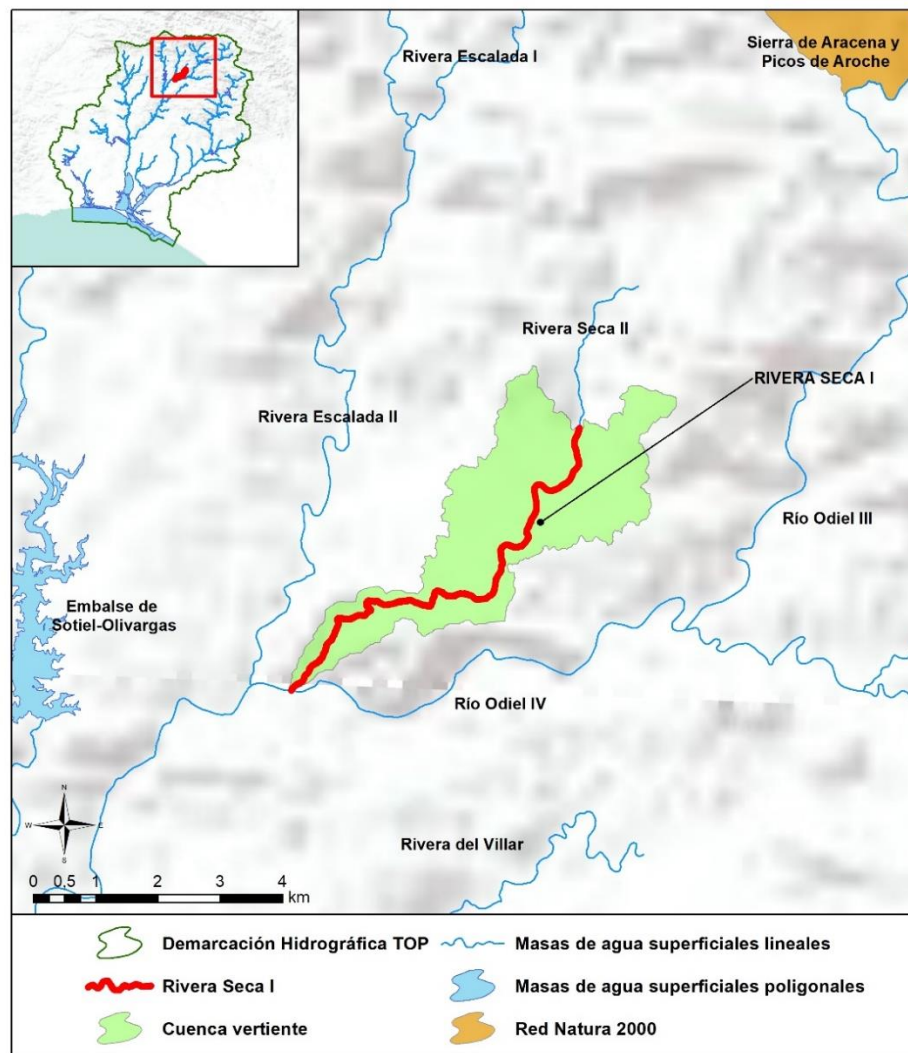 Rivera Escalada I
Sierra de Aracena y
Picos de Aroche
Rivera Seca II
RIVERA SECA I
Rivera Escalada II
Río Odiel III
Embalse de
Sotiel-Olivargas
Río Odiel IV
N
W E
S
Rivera del Villar
0 0,5 1 2 3 4
km
Demarcación Hidrográfica TOP
Masas de agua superficiales lineales
Rivera Seca I
Masas de agua superficiales poligonales
Cuenca vertiente
Red Natura 2000